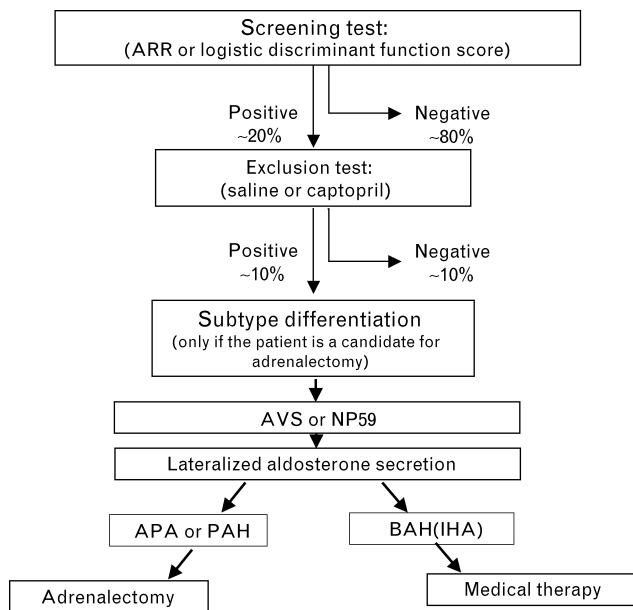 Screening test:
(ARR or logistic discriminant function score)
Positive
~20%
Negative
~80%
Exclusion test:
(saline or captopril)
Positive
~10%
Negative
~10%
Subtype differentiation
(only if the patient is a candidate for
adrenalectomy)
AVS or NP59
Lateralized aldosterone secretion
APA or PAH
BAH(IHA)
Adrenalectomy
Medical therapy